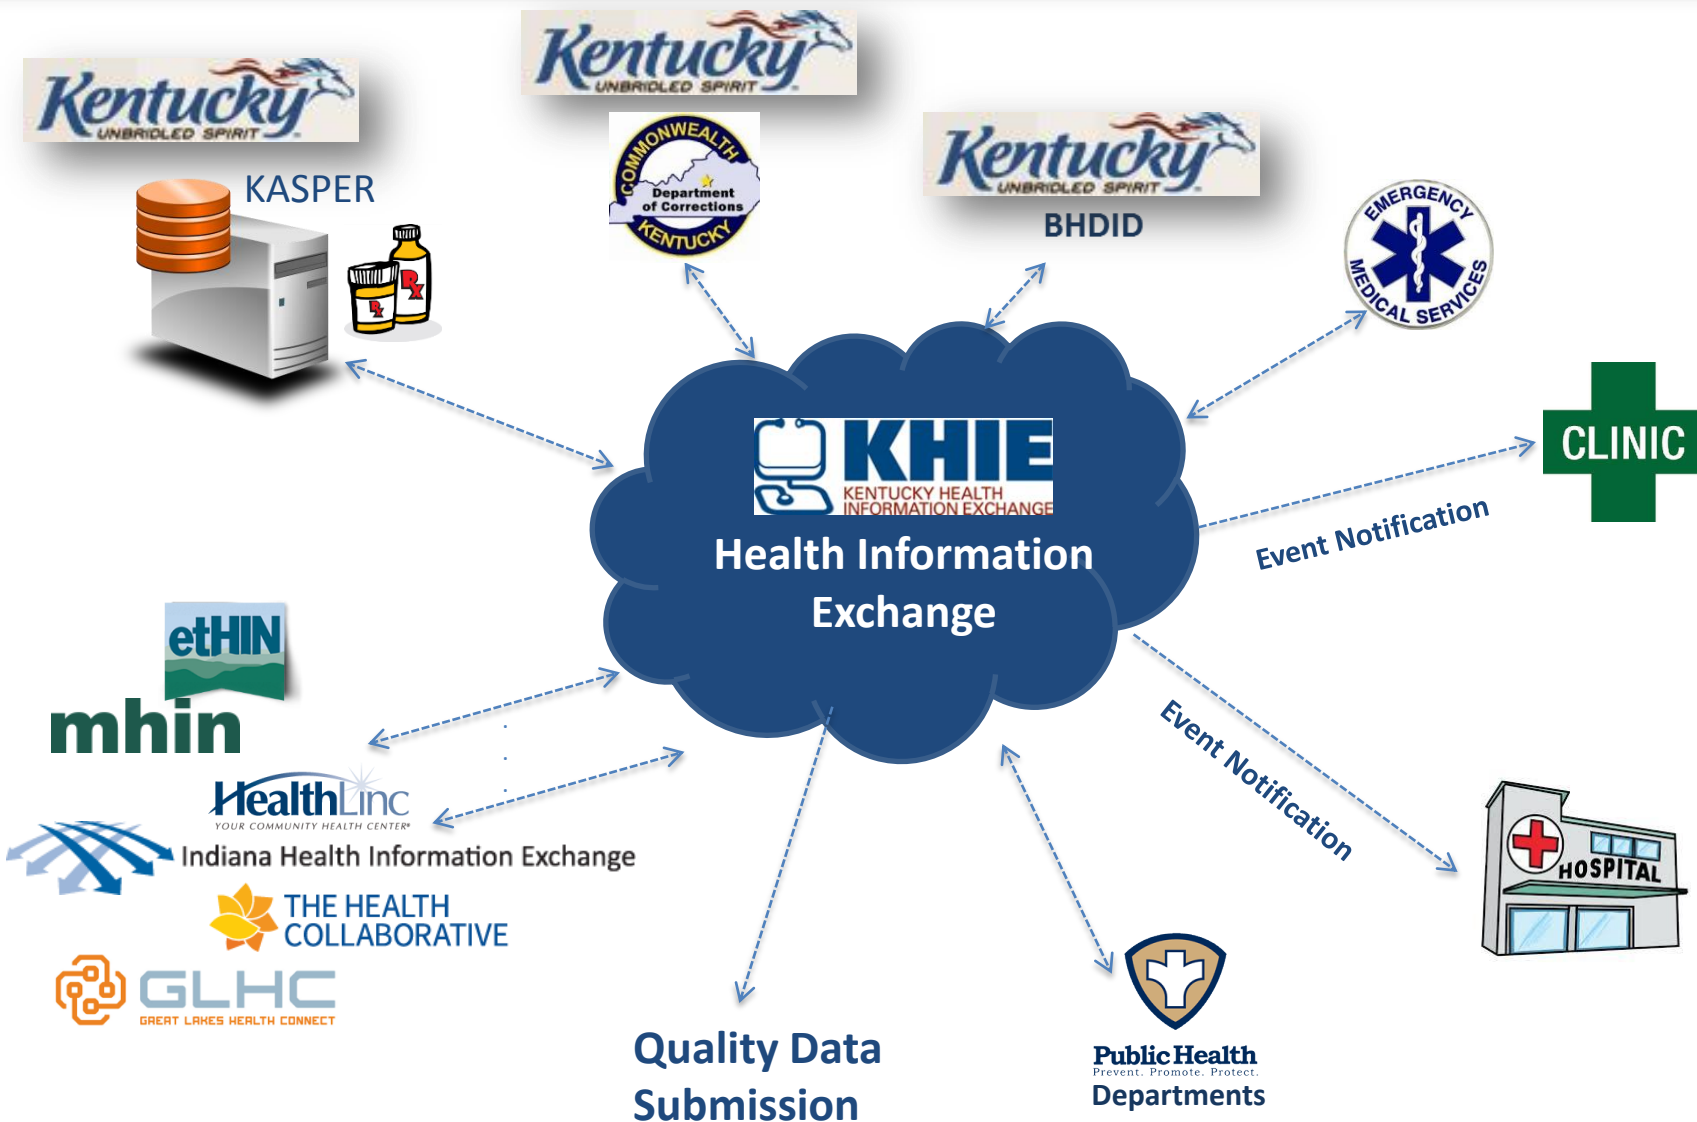 Kentucky
UNBRIDLED SPIRIT
Kentucky
UNBRIDLED SPIRIT
Kentucky
UNBRIDLED SPIRIT
KASPER
Rx
Rx
COMMONWEALTH
Department
of Corrections
KENTUCKY
BHDID
EMERGENCY
MEDICAL SERVICES
CLINIC
KHIE
KENTUCKY HEALTH
INFORMATION EXCHANGE
Health Information
Exchange
Event Notification
Event Notification
etHIN
mhin
HealthLinc
YOUR COMMUNITY HEALTH CENTER®
Indiana Health Information Exchange
THE HEALTH
COLLABORATIVE
GLHC
GREAT LAKES HEALTH CONNECT
HOSPITAL
Quality Data
Submission
Public Health
Prevent. Promote. Protect.
Departments